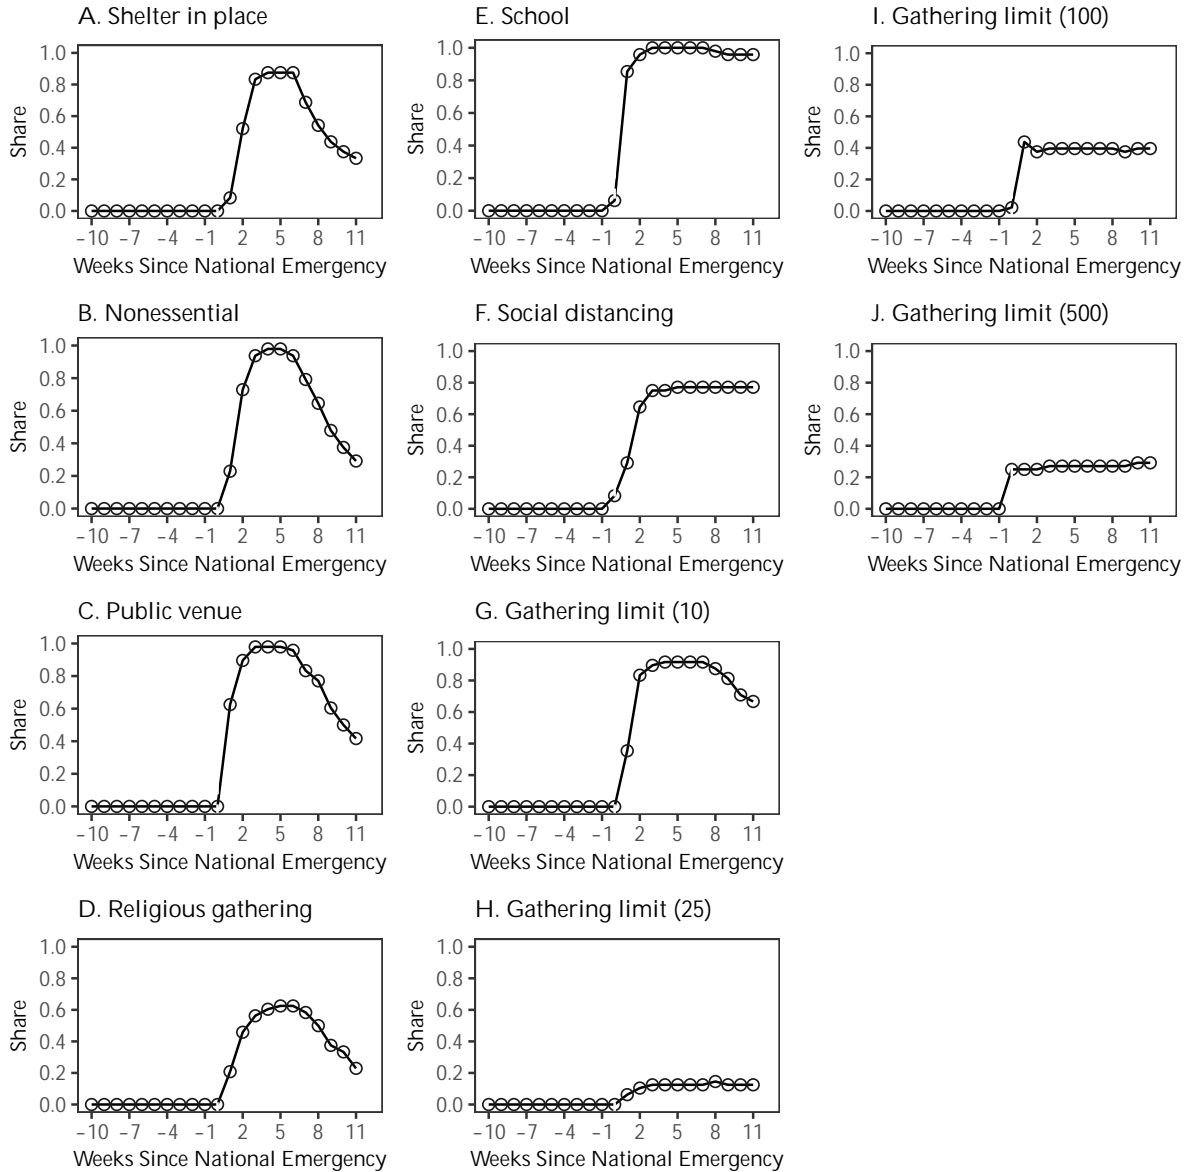 A. Shelter in place
1.0
0.8
0.6
0.4
0.2
0.0
Share
−10 −7 −4 −1 2 5 8 11
Weeks Since National Emergency
B. Nonessential
1.0
0.8
0.6
0.4
0.2
0.0
Share
−10 −7 −4 −1 2 5 8 11
Weeks Since National Emergency
C. Public venue
1.0
0.8
0.6
0.4
0.2
0.0
Share
−10 −7 −4 −1 2 5 8 11
Weeks Since National Emergency
D. Religious gathering
1.0
0.8
0.6
0.4
0.2
0.0
Share
−10 −7 −4 −1 2 5 8 11
Weeks Since National Emergency
E. School
1.0
0.8
0.6
0.4
0.2
0.0
Share
−10 −7 −4 −1 2 5 8 11
Weeks Since National Emergency
F. Social distancing
1.0
0.8
0.6
0.4
0.2
0.0
Share
−10 −7 −4 −1 2 5 8 11
Weeks Since National Emergency
G. Gathering limit (10)
1.0
0.8
0.6
0.4
0.2
0.0
Share
−10 −7 −4 −1 2 5 8 11
Weeks Since National Emergency
H. Gathering limit (25)
1.0
0.8
0.6
0.4
0.2
0.0
Share
−10 −7 −4 −1 2 5 8 11
Weeks Since National Emergency
I. Gathering limit (100)
1.0
0.8
0.6
0.4
0.2
0.0
Share
−10 −7 −4 −1 2 5 8 11
Weeks Since National Emergency
J. Gathering limit (500)
1.0
0.8
0.6
0.4
0.2
0.0
Share
−10 −7 −4 −1 2 5 8 11
Weeks Since National Emergency